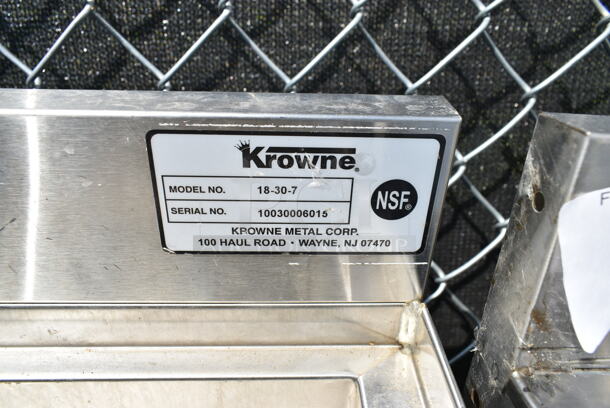 Krowne®
MODEL NO. 18-30-7
SERIAL NO. 10030006015
NSF®
KROWNE METAL CORP.
100 HAUL ROAD • WAYNE, NJ 07470
F